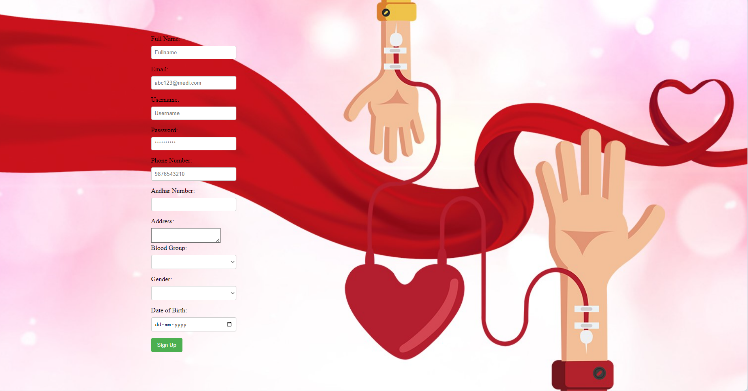 Full Name:
Fullname
Email:
abc123@mail.com
Username:
Username
Password:
**********
Phone Number:
9876543210
Aadhar Number:
Address:
Blood Group:
Gender:
Date of Birth:
dd-mm-yyyy
Sign Up